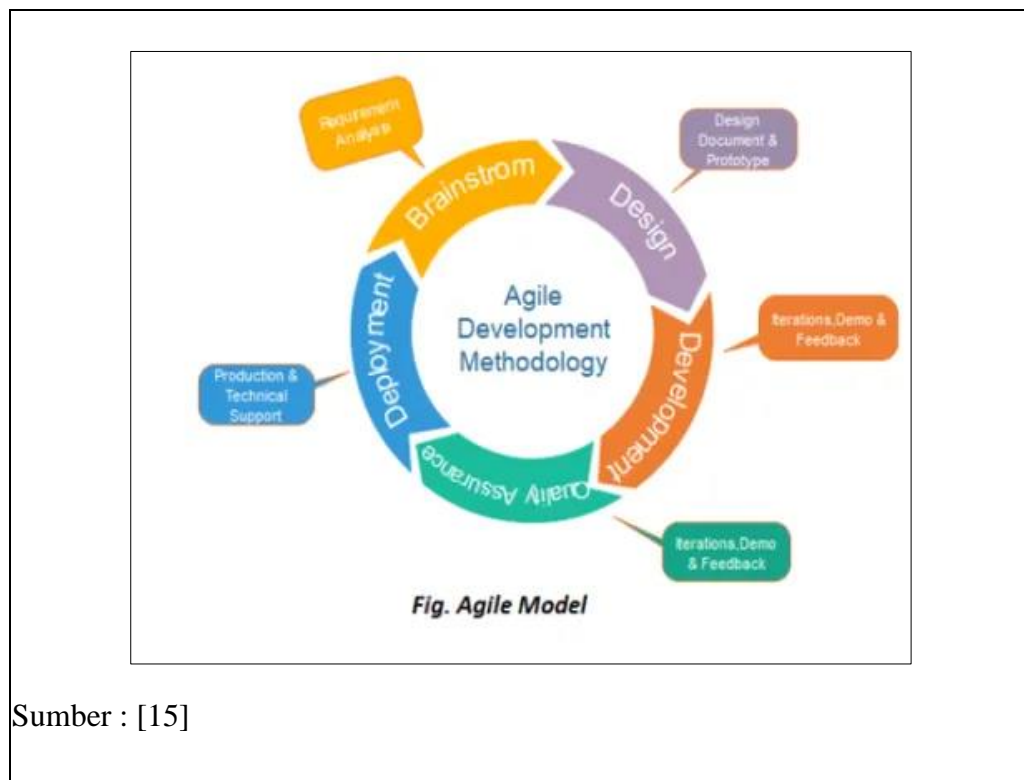 Requirement
Analysis
Brainstrom
Design
Document &
Prototype
Design
Iterations,Demo &
Feedback
Development
Iterations,Demo
& Feedback
Quality Assurance
Production &
Technical
Support
Deployment
Agile
Development
Methodology
Fig. Agile Model
Sumber : [15]